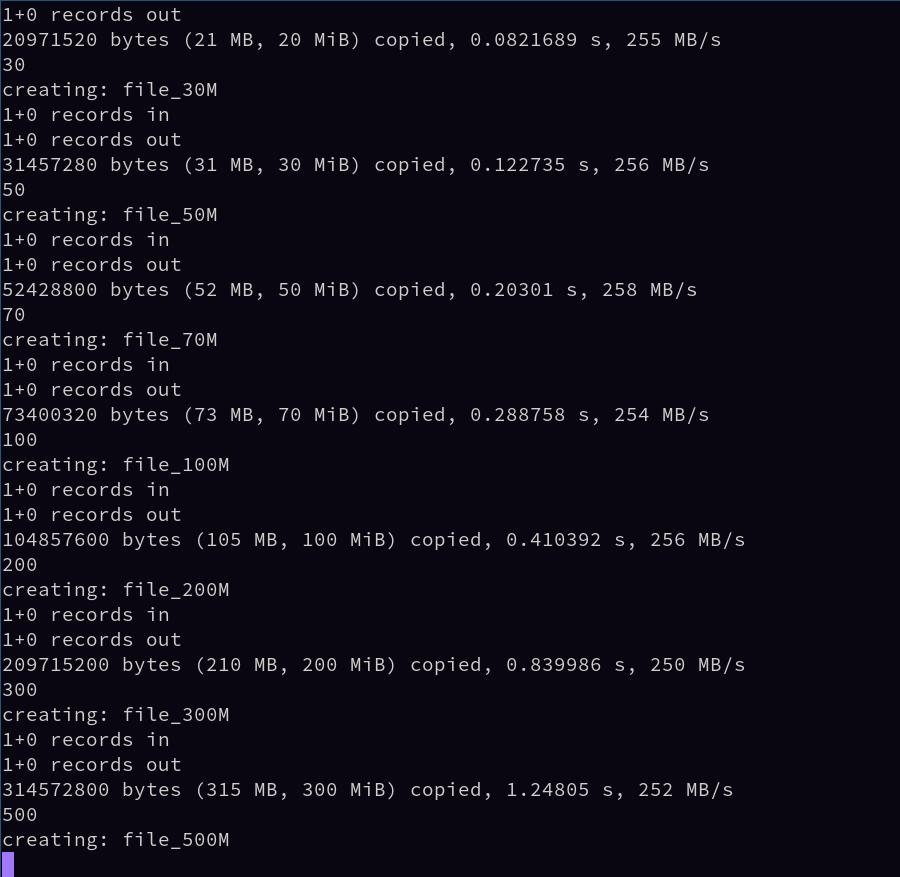 1+0 records out
20971520 bytes (21 MB, 20 MiB) copied, 0.0821689 s, 255 MB/s
30
creating: file_30M
1+0 records in
1+0 records out
31457280 bytes (31 MB, 30 MiB) copied, 0.122735 s, 256 MB/s
50
creating: file_50M
1+0 records in
1+0 records out
52428800 bytes (52 MB, 50 MiB) copied, 0.20301 s, 258 MB/s
70
creating: file_70M
1+0 records in
1+0 records out
73400320 bytes (73 MB, 70 MiB) copied, 0.288758 s, 254 MB/s
100
creating: file_100M
1+0 records in
1+0 records out
104857600 bytes (105 MB, 100 MiB) copied, 0.410392 s, 256 MB/s
200
creating: file_200M
1+0 records in
1+0 records out
209715200 bytes (210 MB, 200 MiB) copied, 0.839986 s, 250 MB/s
300
creating: file_300M
1+0 records in
1+0 records out
314572800 bytes (315 MB, 300 MiB) copied, 1.24805 s, 252 MB/s
500
creating: file_500M